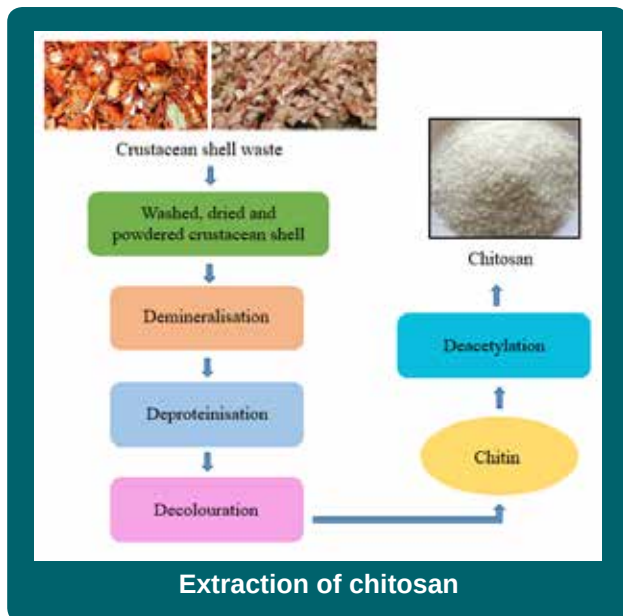 Crustacean shell waste
Washed, dried and
powdered crustacean shell
Demineralisation
Deproteinisation
Decolouration
Chitin
Deacetylation
Chitosan
Extraction of chitosan